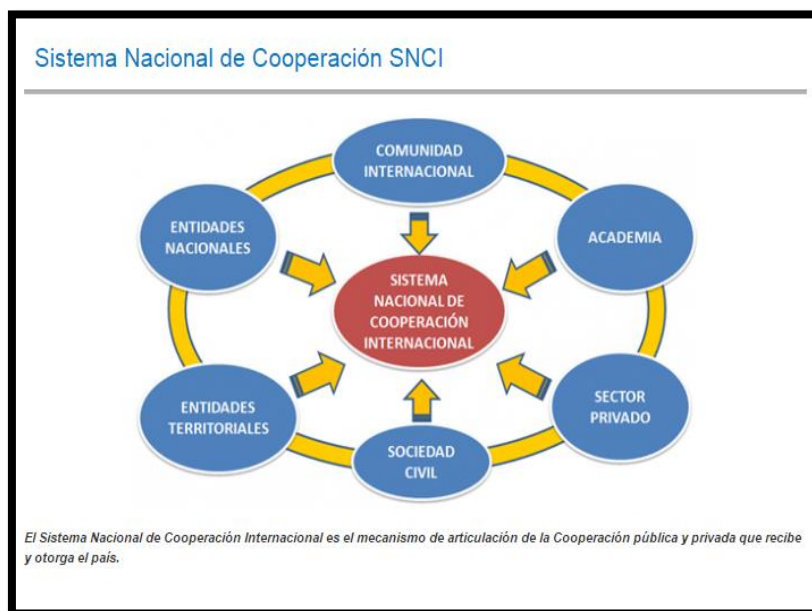 Sistema Nacional de Cooperación SNCI
COMUNIDAD
INTERNACIONAL
ENTIDADES
NACIONALES
ACADEMIA
SISTEMA
NACIONAL DE
COOPERACIÓN
INTERNACIONAL
ENTIDADES
TERRITORIALES
SECTOR
PRIVADO
SOCIEDAD
CIVIL
El Sistema Nacional de Cooperación Internacional es el mecanismo de articulación de la Cooperación pública y privada que recibe
y otorga el país.